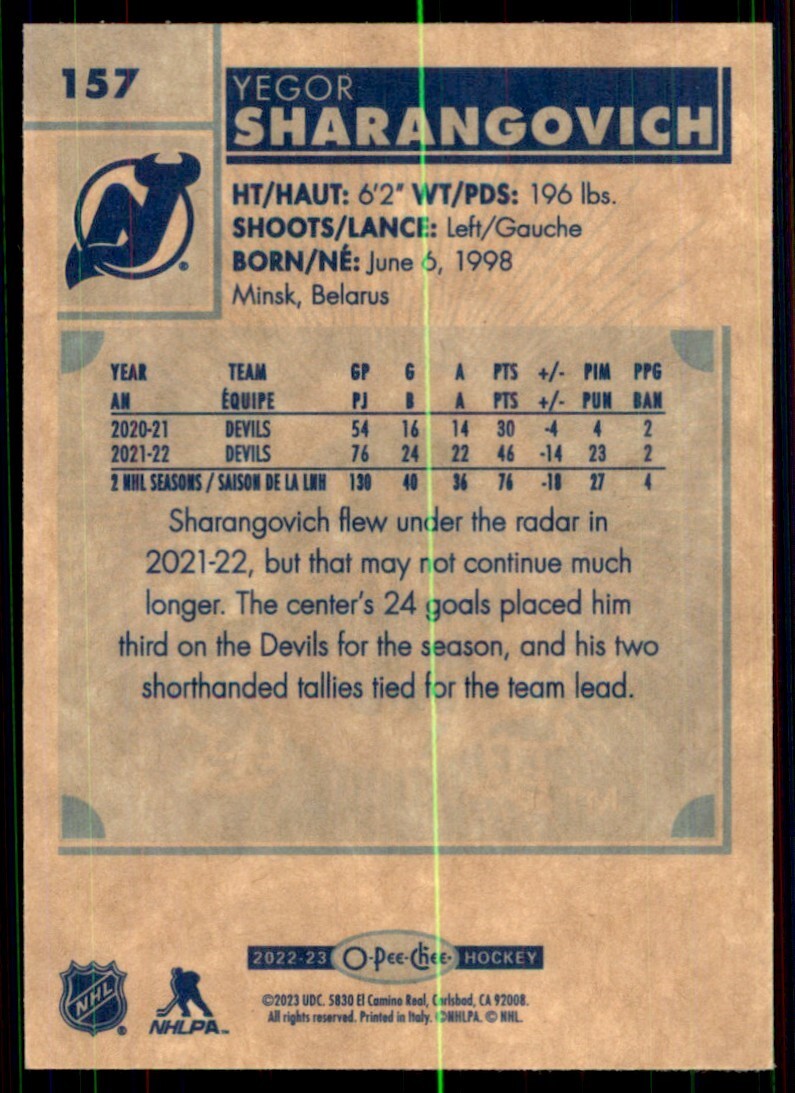 157
YEGOR
SHARANGOVICH
HT/HAUT: 6'2" WT/PDS: 196 lbs.
SHOOTS/LANCE: Left/Gauche
BORN/NÉ: June 6, 1998
Minsk, Belarus
YEAR TEAM GP G A PTS +/- PIM PPG
AN ÉQUIPE PJ B A PTS +/- PUN BAN
2020-21 DEVILS 54 16 14 30 -4 4 2
2021-22 DEVILS 76 24 22 46 -14 23 2
2 NHL SEASONS / SAISON DE LA LNH 130 40 36 76 -18 27 4
Sharangovich flew under the radar in
2021-22, but that may not continue much
longer. The center's 24 goals placed him
third on the Devils for the season, and his two
shorthanded tallies tied for the team lead.
2022-23 O-Pee-Chee HOCKEY
NHL ® NHLPA™
©2023 UDC. 5830 El Camino Real, Carlsbad, CA 92008.
All rights reserved. Printed in Italy. ©NHLPA. © NHL.